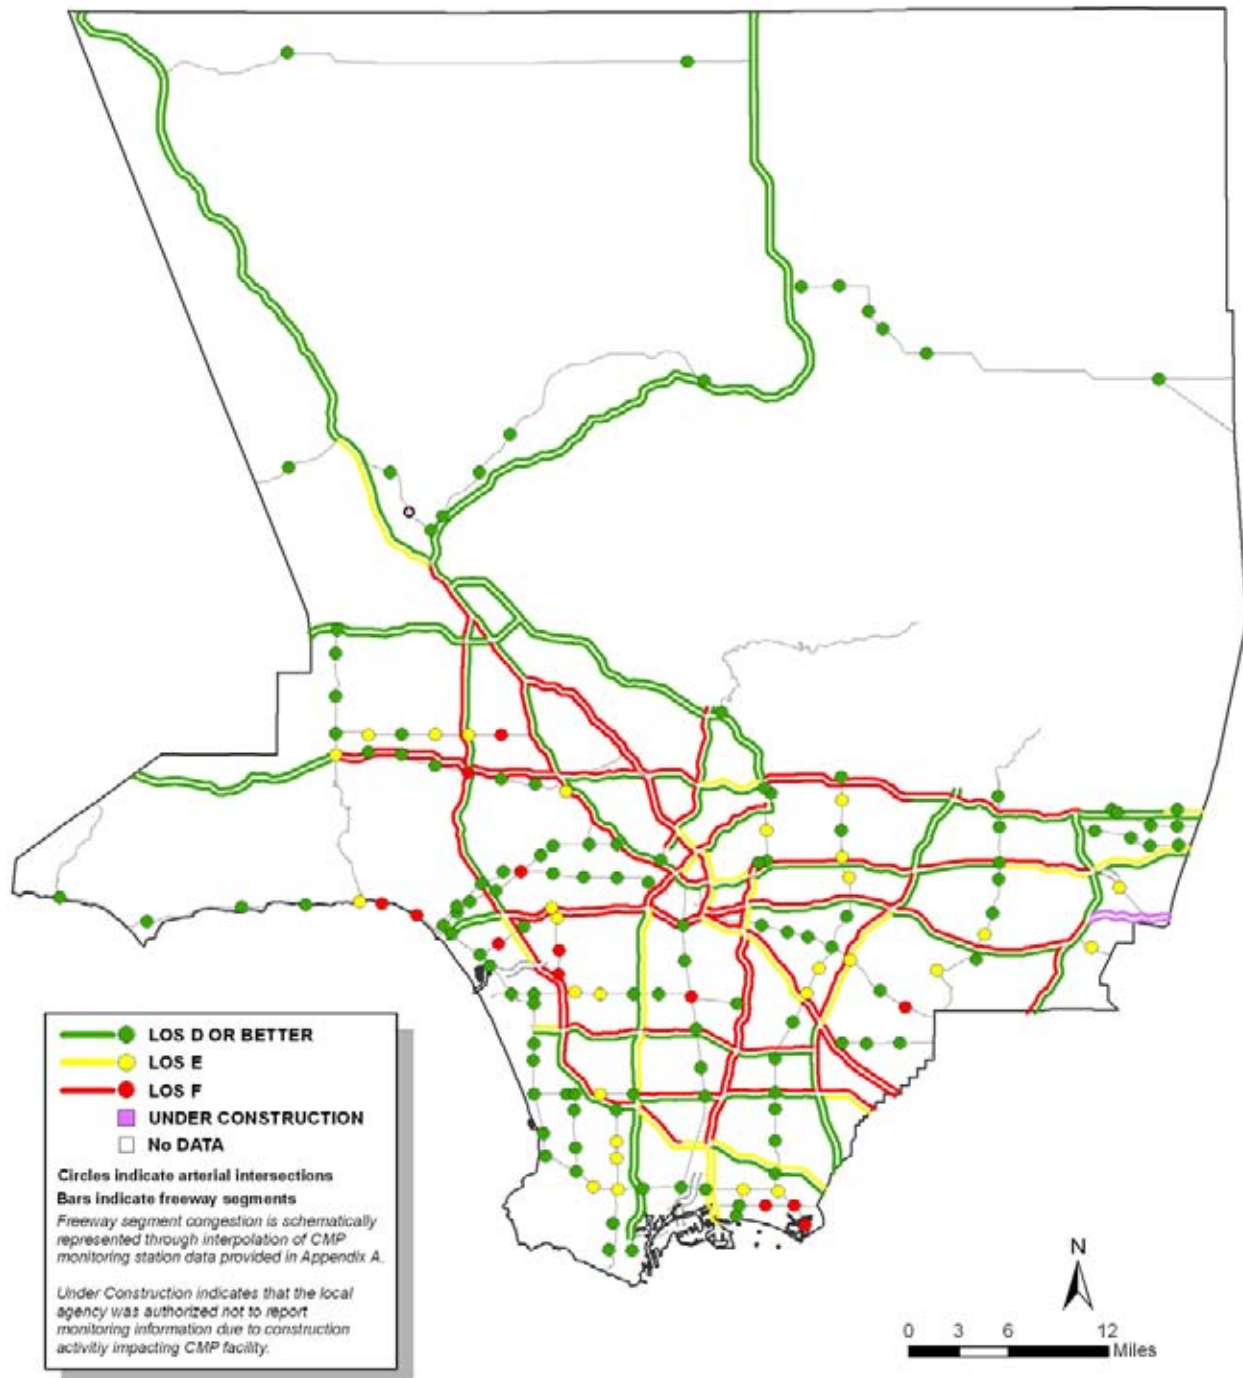 LOS D OR BETTER
LOS E
LOS F
UNDER CONSTRUCTION
No DATA
Circles indicate arterial intersections
Bars indicate freeway segments
Freeway segment congestion is schematically
represented through interpolation of CMP
monitoring station data provided in Appendix A.
Under Construction indicates that the local
agency was authorized not to report
monitoring information due to construction
activitiy impacting CMP facility.
N
0 3 6 12
Miles